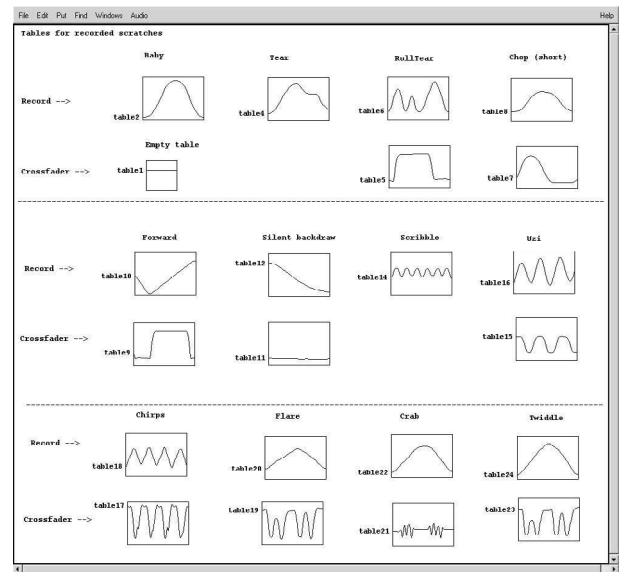 File Edit Put Find Windows Audio Help
Tables for recorded scratches
Baby Tear RollTear Chop (short)
Record -->
table2 table4 table6 table8
Empty table
Crossfader --> table1 table5 table7
Forward Silent backdraw Scribble Uzi
Record --> table10 table12 table14 table16
Crossfader --> table9 table11 table15
Chirps Flare Crab Twiddle
Record -->
table18 table20 table22 table24
Crossfader --> table17 table19 table21 table23